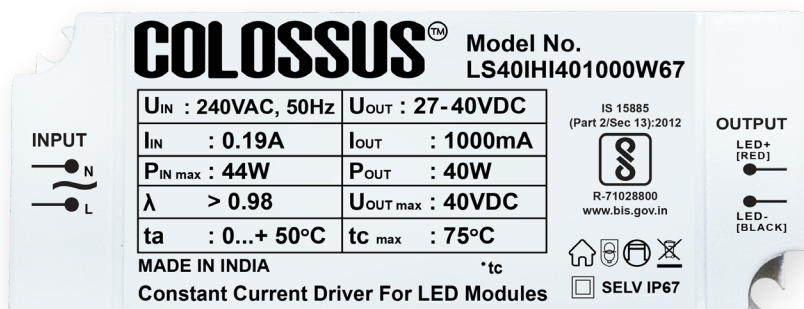 COLOSSUS™
Model No.
LS40IHI401000W67
UIN : 240VAC, 50Hz UOUT : 27-40VDC
IIN : 0.19A IOUT : 1000mA
PIN max : 44W POUT : 40W
λ > 0.98 UOUT max : 40VDC
ta : 0...+ 50°C tc max : 75°C
MADE IN INDIA •tc
Constant Current Driver For LED Modules
INPUT
N
L
IS 15885
(Part 2/Sec 13):2012
R-71028800
www.bis.gov.in
SELV IP67
OUTPUT
LED+
[RED]
LED-
[BLACK]